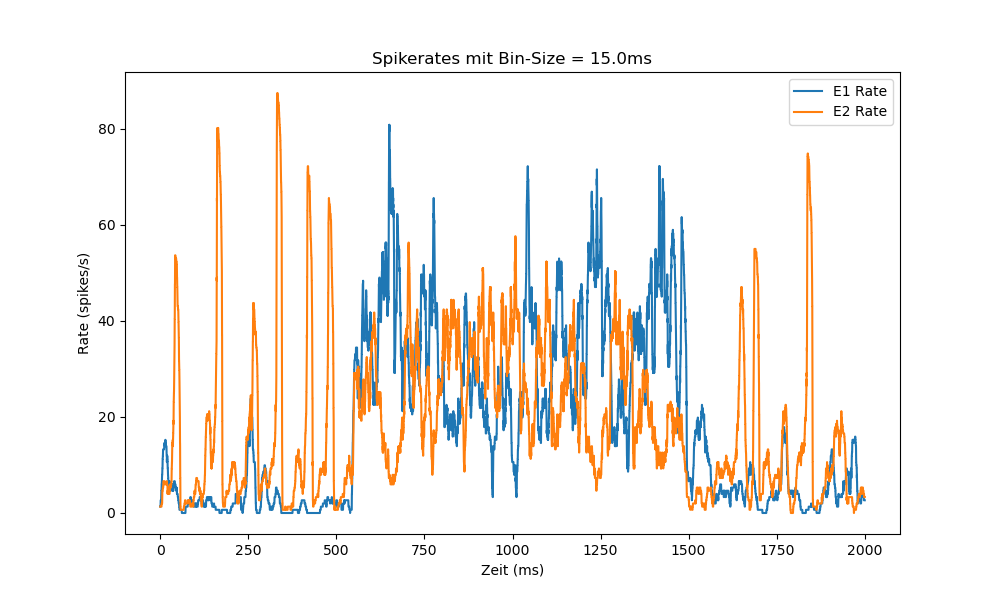 Spikerates mit Bin-Size = 15.0ms
E1 Rate
E2 Rate
Rate (spikes/s)
80
60
40
20
0
0 250 500 750 1000 1250 1500 1750 2000
Zeit (ms)